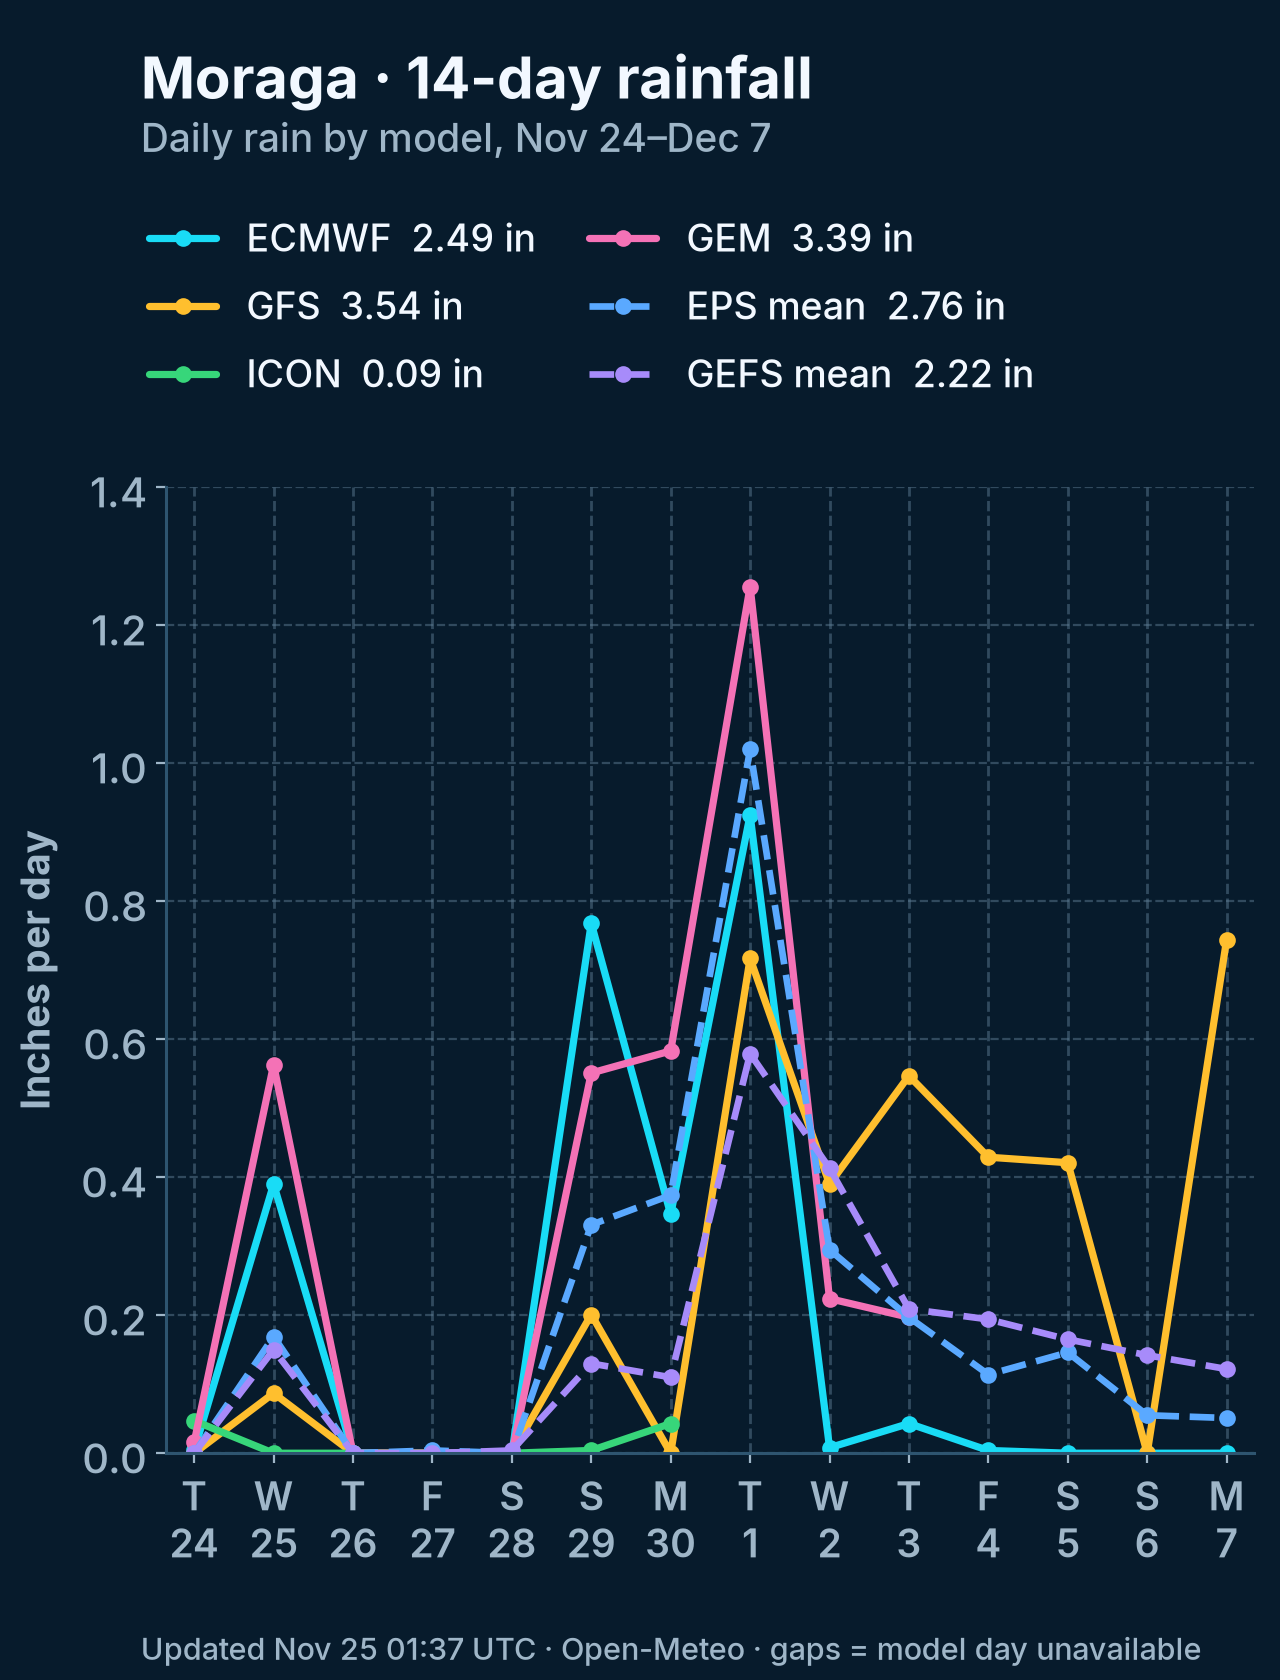 Moraga · 14-day rainfall
Daily rain by model, Nov 24–Dec 7
ECMWF 2.49 in
GFS 3.54 in
ICON 0.09 in
GEM 3.39 in
EPS mean 2.76 in
GEFS mean 2.22 in
Inches per day
1.4
1.2
1.0
0.8
0.6
0.4
0.2
0.0
T W T F S S M T W T F S S M
24 25 26 27 28 29 30 1 2 3 4 5 6 7
Updated Nov 25 01:37 UTC · Open-Meteo · gaps = model day unavailable